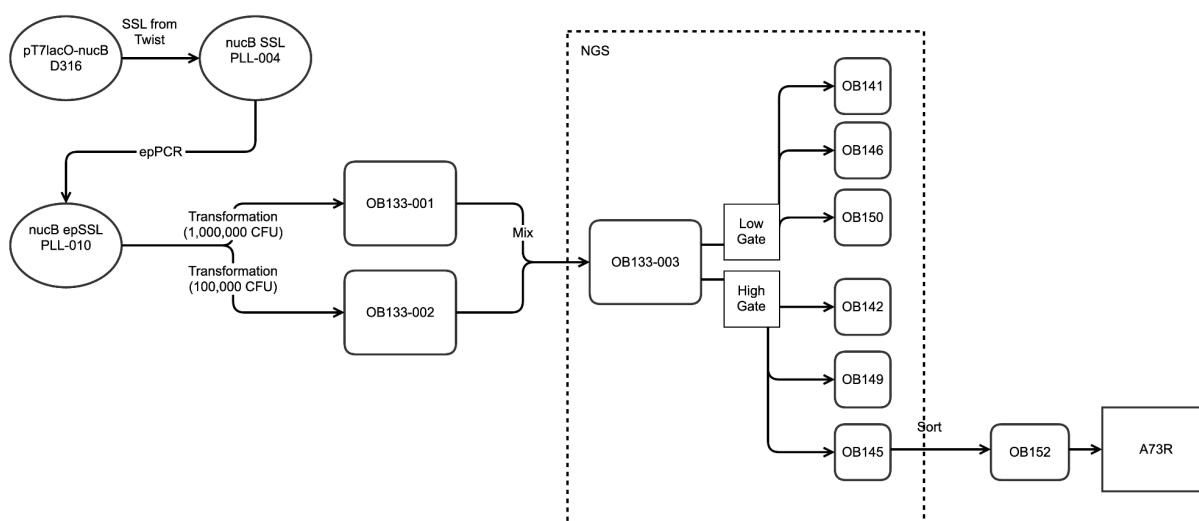 pT7lacO-nucB
D316
SSL from
Twist
nucB SSL
PLL-004
epPCR
nucB epSSL
PLL-010
Transformation
(1,000,000 CFU)
Transformation
(100,000 CFU)
OB133-001
OB133-002
Mix
NGS
OB133-003
Low
Gate
High
Gate
OB141
OB146
OB150
OB142
OB149
OB145
Sort
OB152
A73R